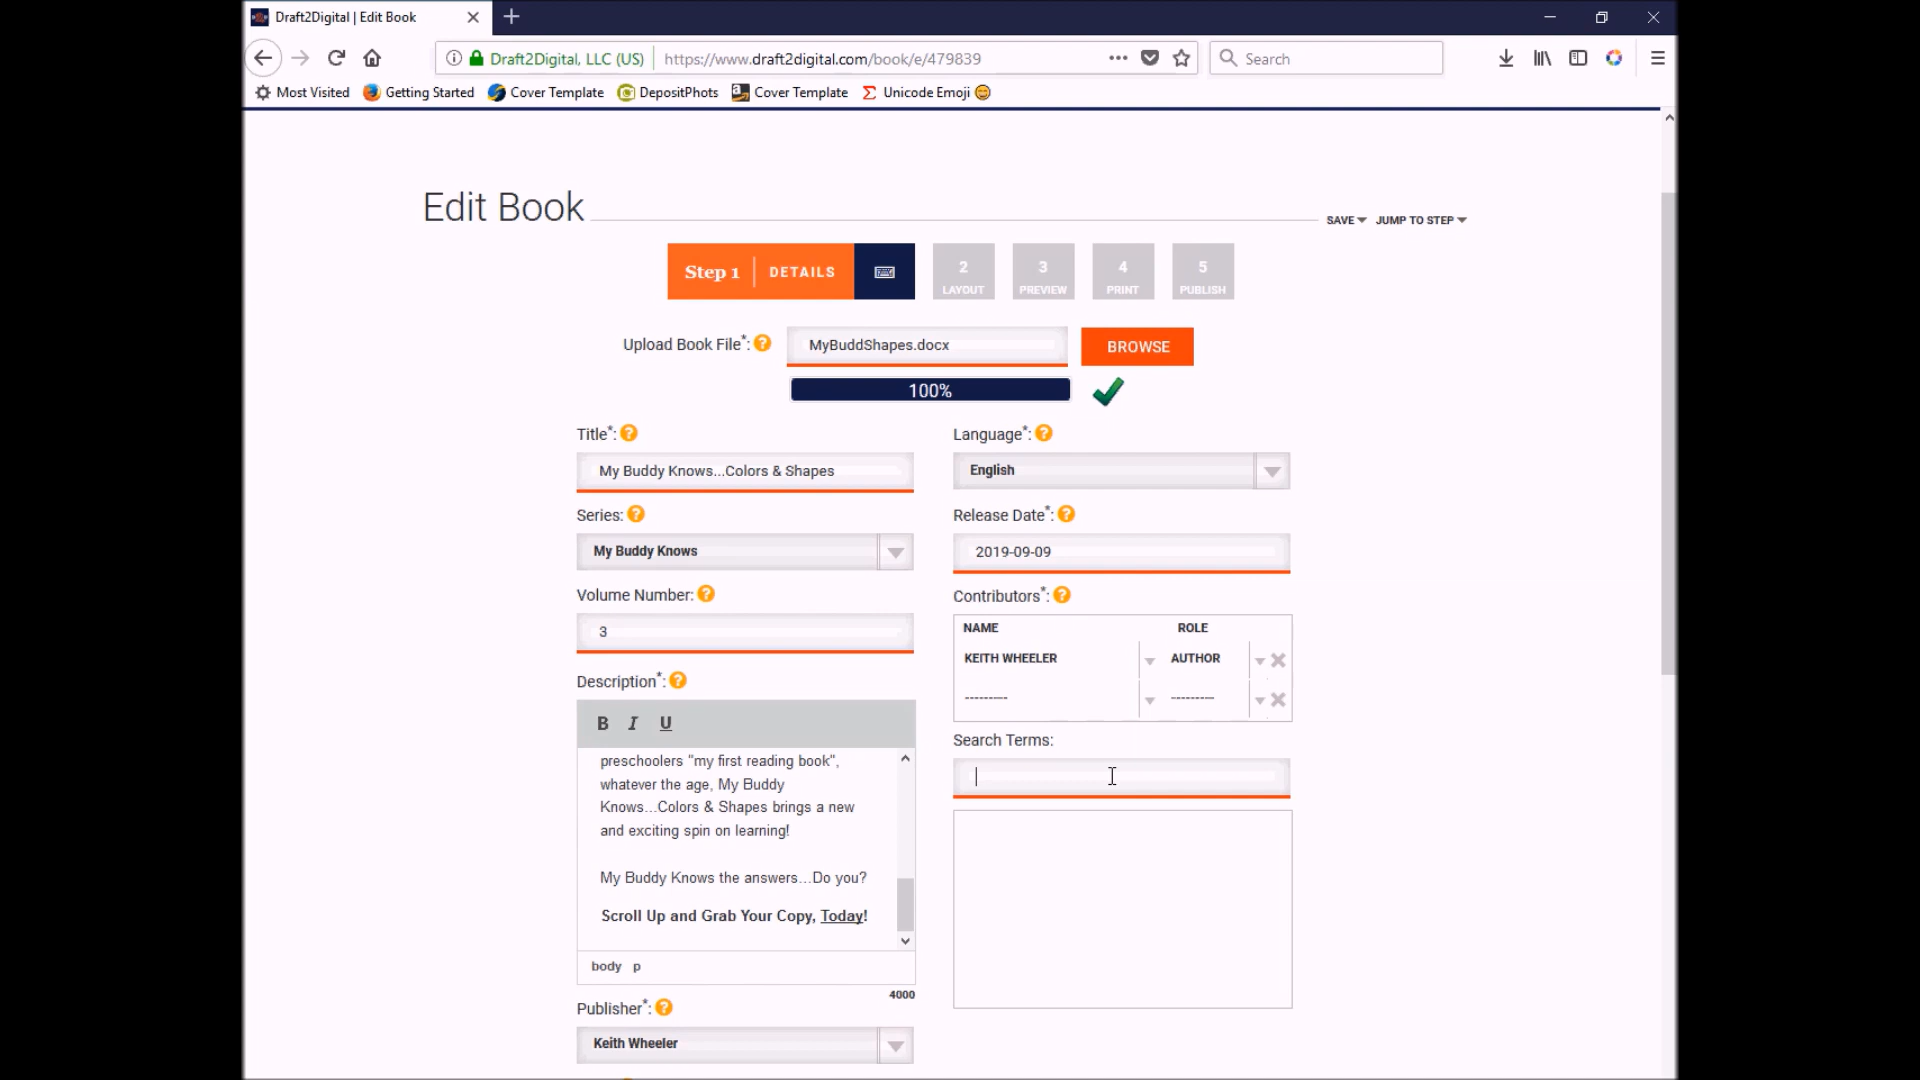 Draft2Digital | Edit Book
Draft2Digital, LLC (US)
https://www.draft2digital.com/book/e/479839
Search
Most Visited
Getting Started
Cover Template
DepositPhots
Cover Template
Unicode Emoji 😄
Edit Book
SAVE
JUMP TO STEP
Step 1
DETAILS
2
LAYOUT
3
PREVIEW
4
PRINT
5
PUBLISH
Upload Book File*:
MyBuddShapes.docx
BROWSE
100%
Title*:
My Buddy Knows...Colors & Shapes
Series:
My Buddy Knows
Volume Number:
3
Description*:
B I U
preschoolers "my first reading book",
whatever the age, My Buddy
Knows...Colors & Shapes brings a new
and exciting spin on learning!
My Buddy Knows the answers...Do you?
Scroll Up and Grab Your Copy, Today!
body p
4000
Publisher*:
Keith Wheeler
Language*:
English
Release Date*:
2019-09-09
Contributors*:
NAME ROLE
KEITH WHEELER AUTHOR
--------- ---------
Search Terms: